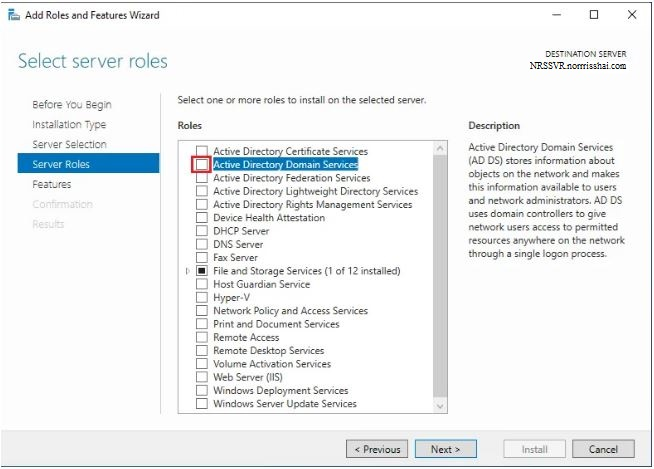 Add Roles and Features Wizard
Select server roles
DESTINATION SERVER
NRSSVR.norrrisshai.com
Before You Begin
Installation Type
Server Selection
Server Roles
Features
Confirmation
Results
Select one or more roles to install on the selected server.
Roles
Active Directory Certificate Services
Active Directory Domain Services
Active Directory Federation Services
Active Directory Lightweight Directory Services
Active Directory Rights Management Services
Device Health Attestation
DHCP Server
DNS Server
Fax Server
File and Storage Services (1 of 12 installed)
Host Guardian Service
Hyper-V
Network Policy and Access Services
Print and Document Services
Remote Access
Remote Desktop Services
Volume Activation Services
Web Server (IIS)
Windows Deployment Services
Windows Server Update Services
Description
Active Directory Domain Services
(AD DS) stores information about
objects on the network and makes
this information available to users
and network administrators. AD DS
uses domain controllers to give
network users access to permitted
resources anywhere on the network
through a single logon process.
< Previous
Next >
Install
Cancel